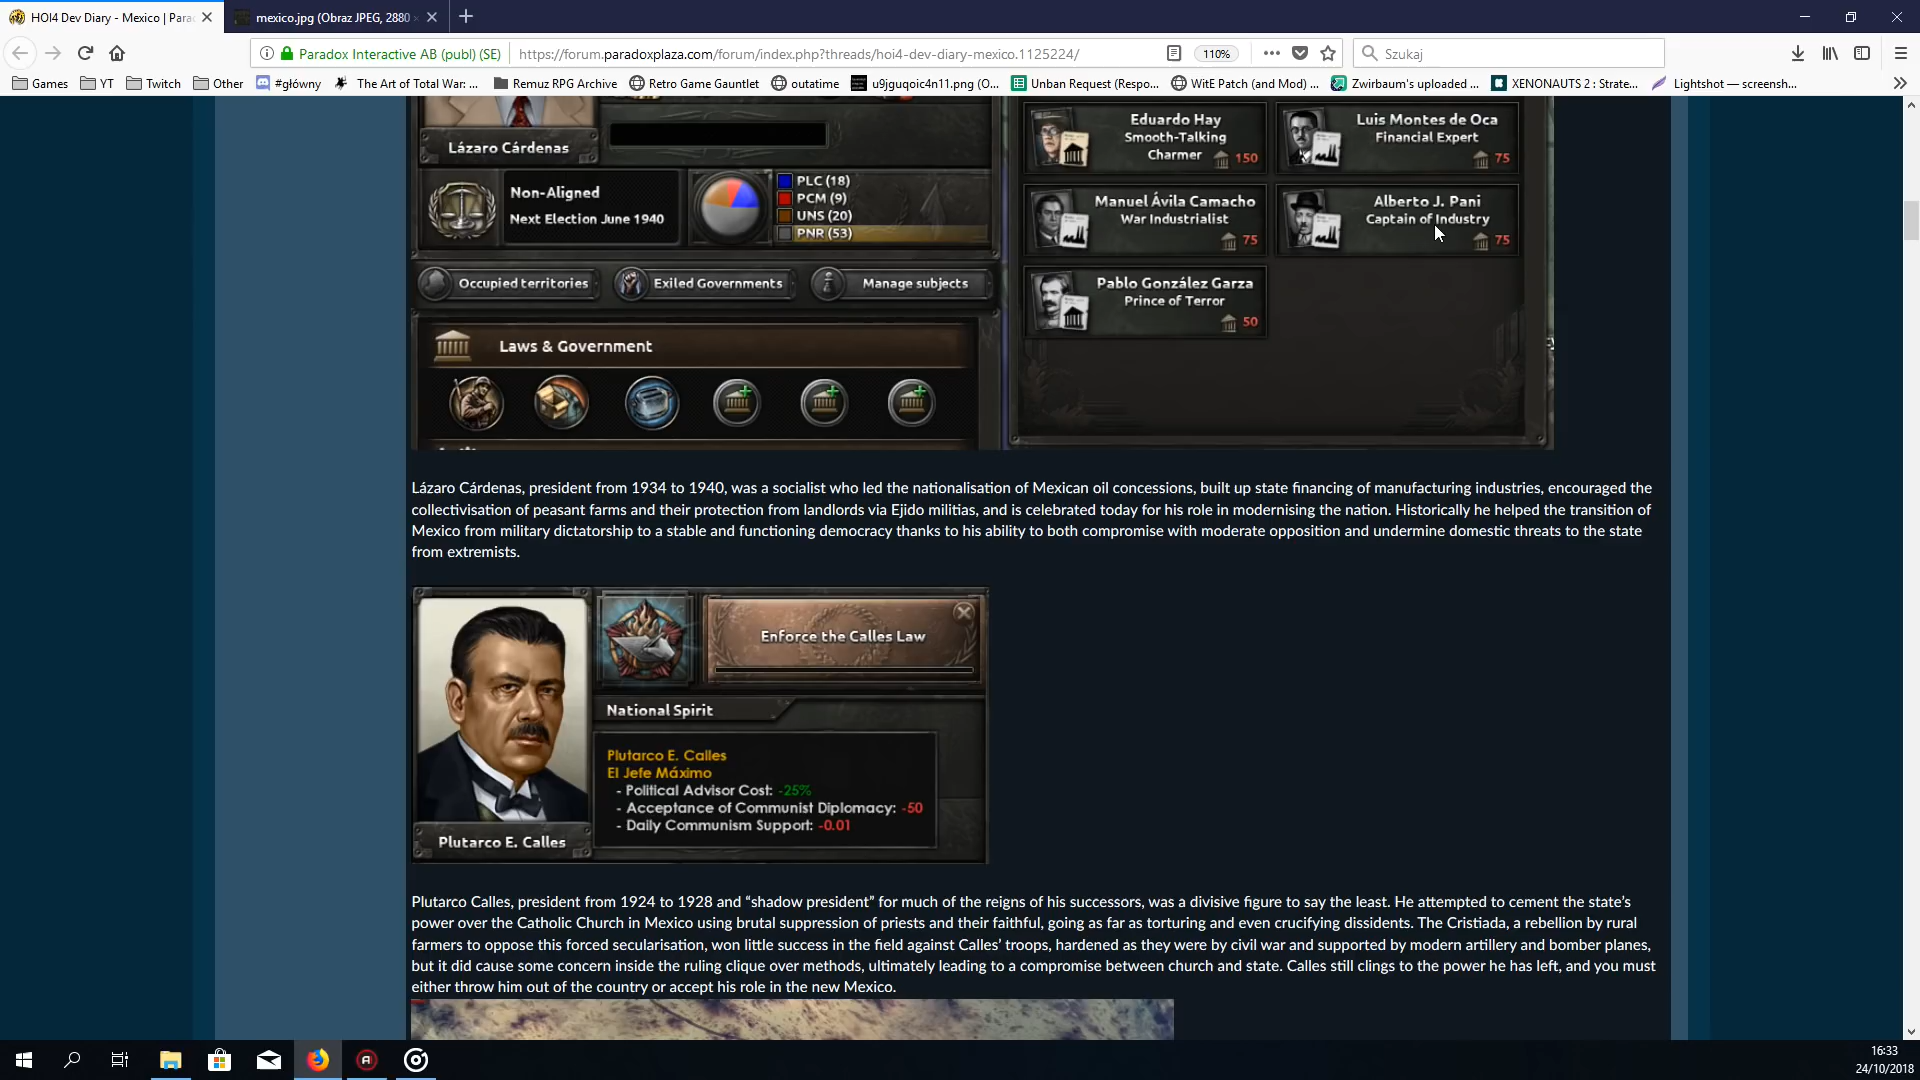 HOI4 Dev Diary - Mexico | Para
mexico.jpg (Obraz JPEG, 2880
Paradox Interactive AB (publ) (SE)
https://forum.paradoxplaza.com/forum/index.php?threads/hoi4-dev-diary-mexico.1125224/
110%
Szukaj
Games
YT
Twitch
Other
#główny
The Art of Total War: ...
Remuz RPG Archive
Retro Game Gauntlet
outatime
u9jguqoic4n11.png (O...
Unban Request (Respo...
WitE Patch (and Mod) ...
Zwirbaum's uploaded ...
XENONAUTS 2 : Strate...
Lightshot — screensh...
Lázaro Cárdenas
Non-Aligned
Next Election June 1940
PLC (18)
PCM (9)
UNS (20)
PNR (53)
Occupied territories
Exiled Governments
Manage subjects
Laws & Government
Eduardo Hay
Smooth-Talking
Charmer
150
Luis Montes de Oca
Financial Expert
75
Manuel Ávila Camacho
War Industrialist
75
Alberto J. Pani
Captain of Industry
75
Pablo González Garza
Prince of Terror
50
Lázaro Cárdenas, president from 1934 to 1940, was a socialist who led the nationalisation of Mexican oil concessions, built up state financing of manufacturing industries, encouraged the
collectivisation of peasant farms and their protection from landlords via Ejido militias, and is celebrated today for his role in modernising the nation. Historically he helped the transition of
Mexico from military dictatorship to a stable and functioning democracy thanks to his ability to both compromise with moderate opposition and undermine domestic threats to the state
from extremists.
Enforce the Calles Law
National Spirit
Plutarco E. Calles
El Jefe Máximo
- Political Advisor Cost: -25%
- Acceptance of Communist Diplomacy: -50
- Daily Communism Support: -0.01
Plutarco E. Calles
Plutarco Calles, president from 1924 to 1928 and “shadow president” for much of the reigns of his successors, was a divisive figure to say the least. He attempted to cement the state’s
power over the Catholic Church in Mexico using brutal suppression of priests and their faithful, going as far as torturing and even crucifying dissidents. The Cristiada, a rebellion by rural
farmers to oppose this forced secularisation, won little success in the field against Calles’ troops, hardened as they were by civil war and supported by modern artillery and bomber planes,
but it did cause some concern inside the ruling clique over methods, ultimately leading to a compromise between church and state. Calles still clings to the power he has left, and you must
either throw him out of the country or accept his role in the new Mexico.
16:33
24/10/2018